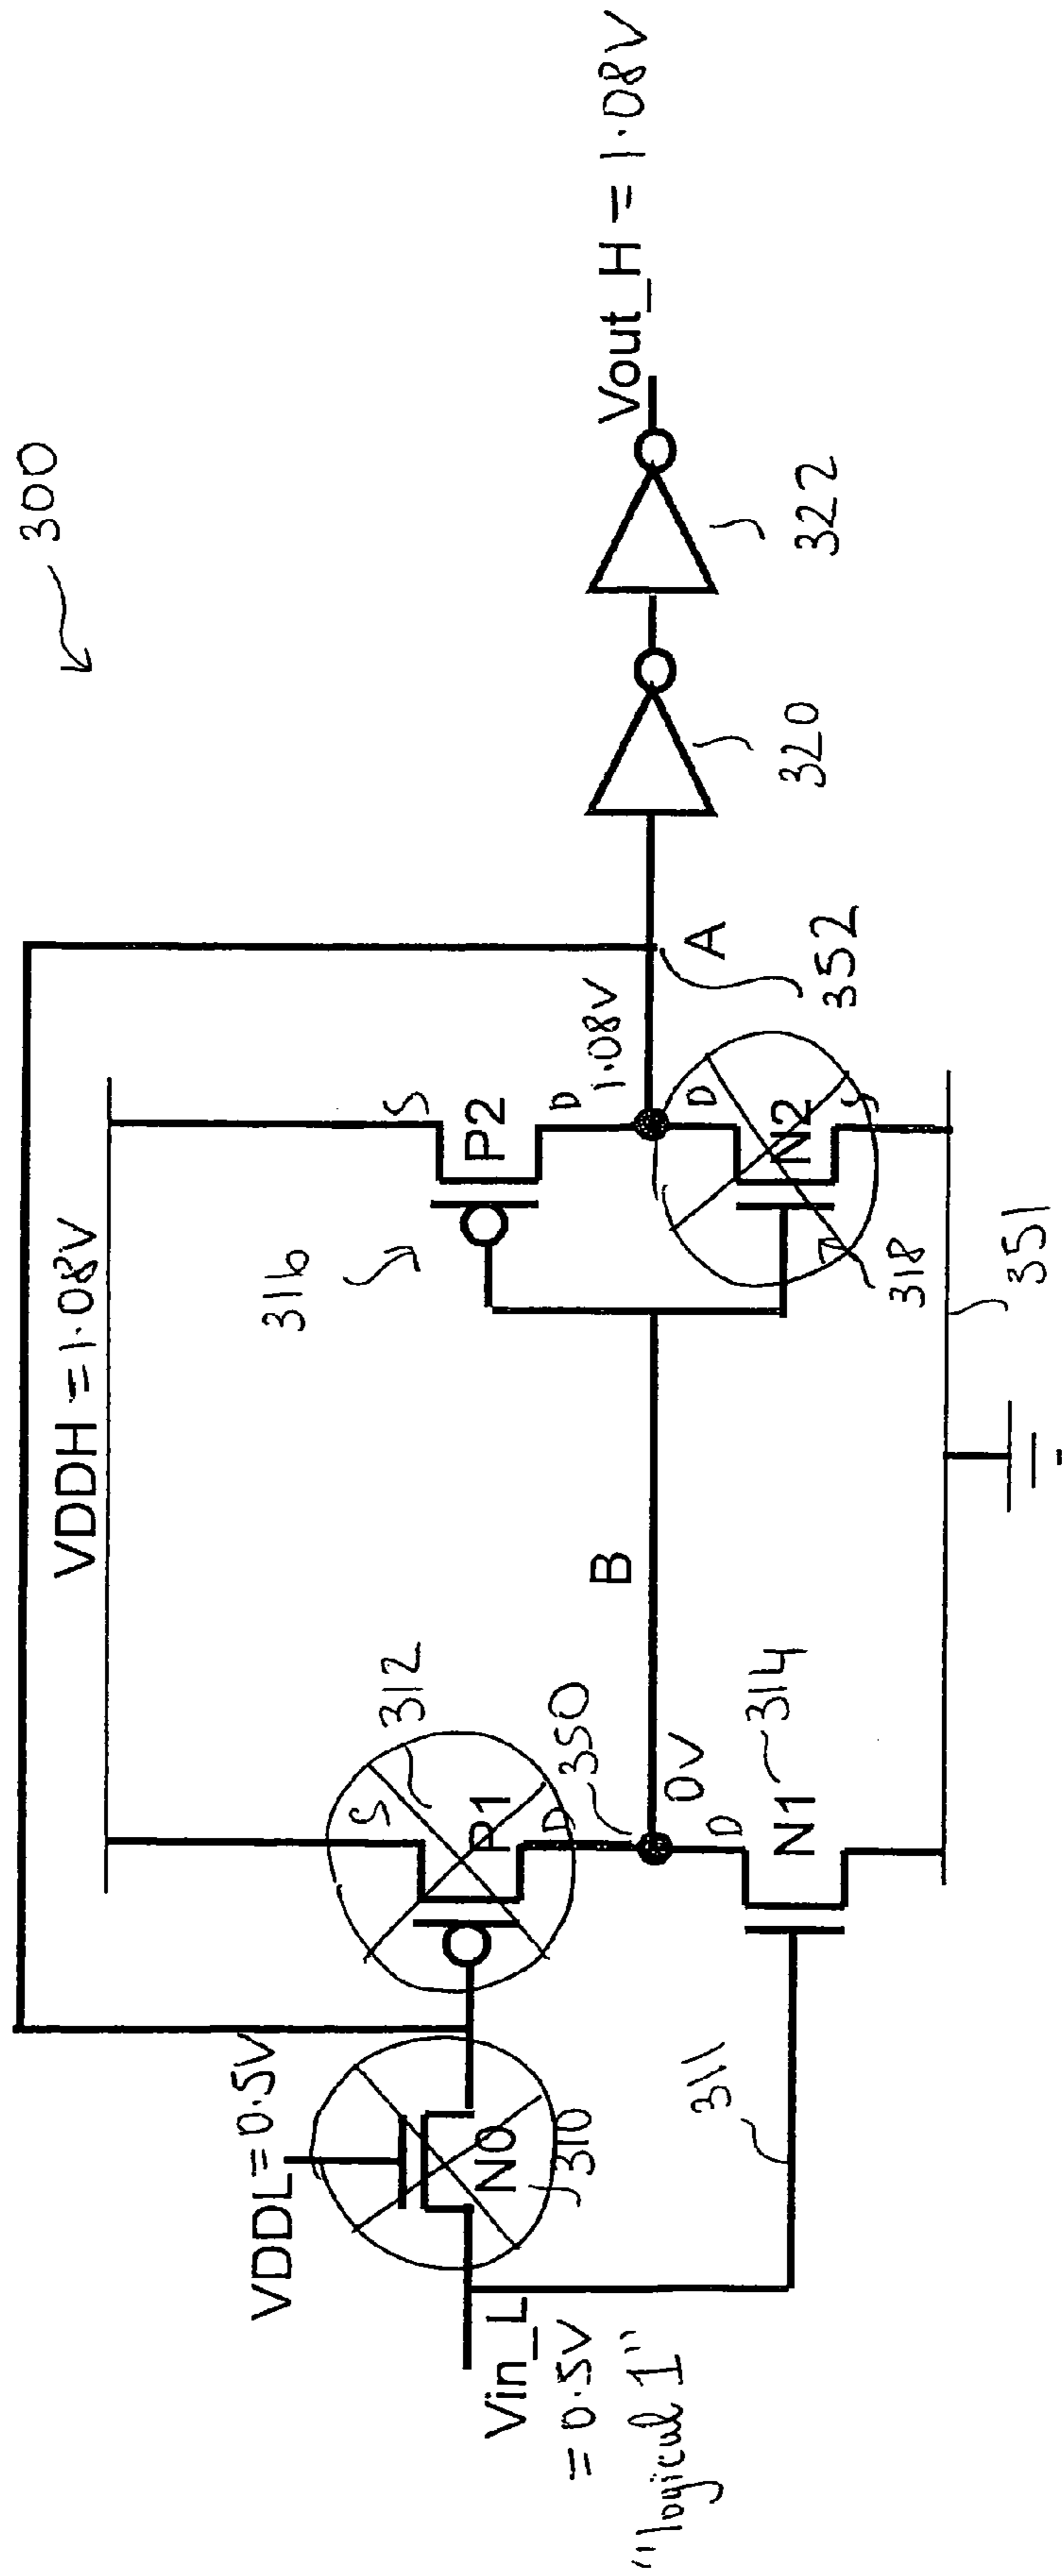 300
VDDH = 1.08V
VDDL = 0.5V
312
S
P1
D
350
0V
D
N1
314
N0
310
311
Vin_L
= 0.5V
"logical 1"
B
316
S
P2
D
1.08V
D
N2
S
318
A
352
351
320
322
Vout_H = 1.08V